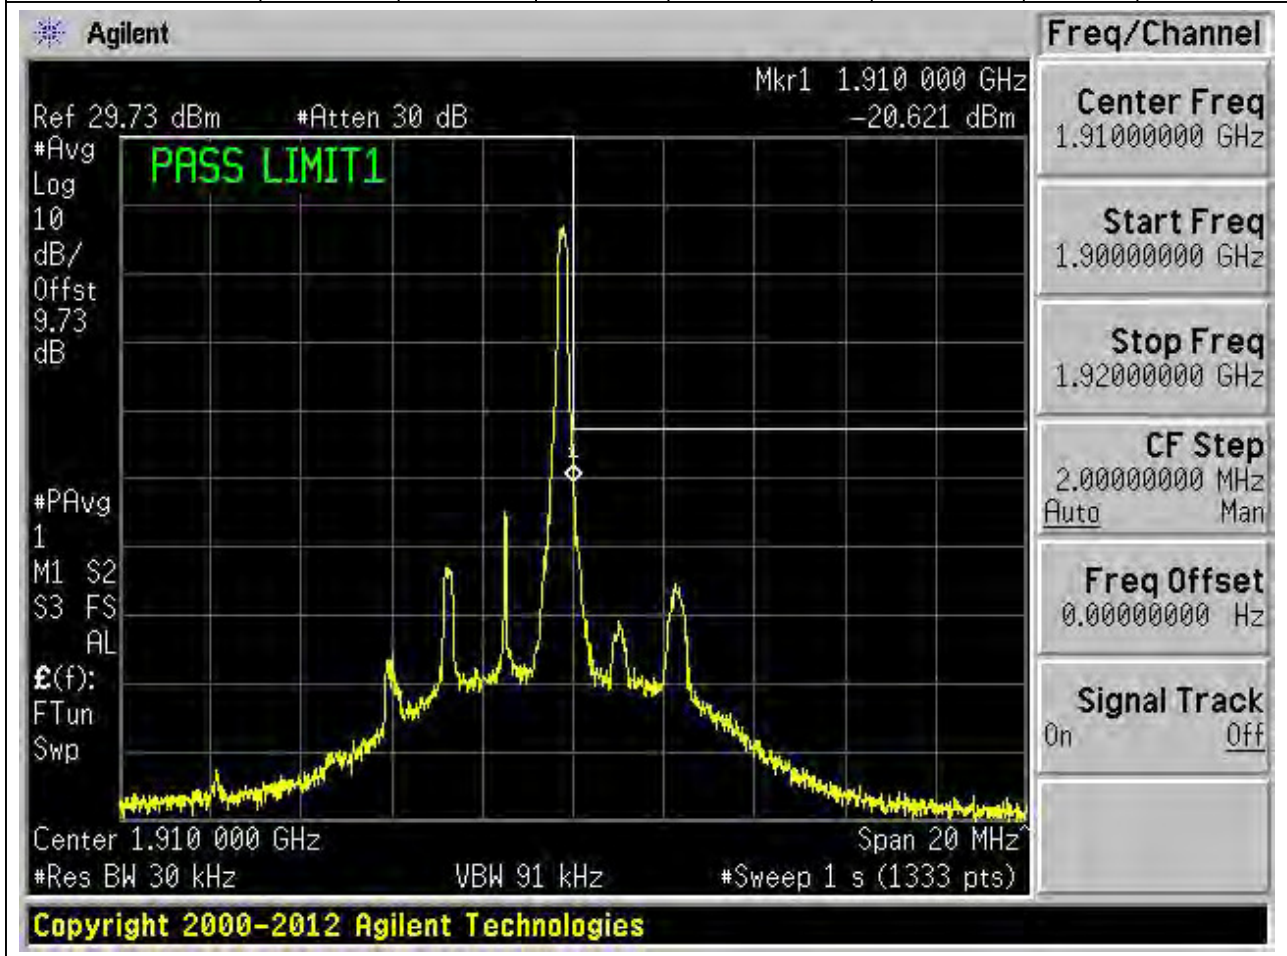 Agilent
Freq/Channel
Mkr1 1.910 000 GHz
Ref 29.73 dBm #Atten 30 dB -20.621 dBm
#Avg
Log
10
dB/
Offst
9.73
dB
PASS LIMIT1
1
#PAvg
1
M1 S2
S3 FS
AL
£(f):
FTun
Swp
Center 1.910 000 GHz Span 20 MHz^
#Res BW 30 kHz VBW 91 kHz #Sweep 1 s (1333 pts)
Copyright 2000-2012 Agilent Technologies
Center Freq
1.91000000 GHz
Start Freq
1.90000000 GHz
Stop Freq
1.92000000 GHz
CF Step
2.00000000 MHz
Auto Man
Freq Offset
0.00000000 Hz
Signal Track
On Off